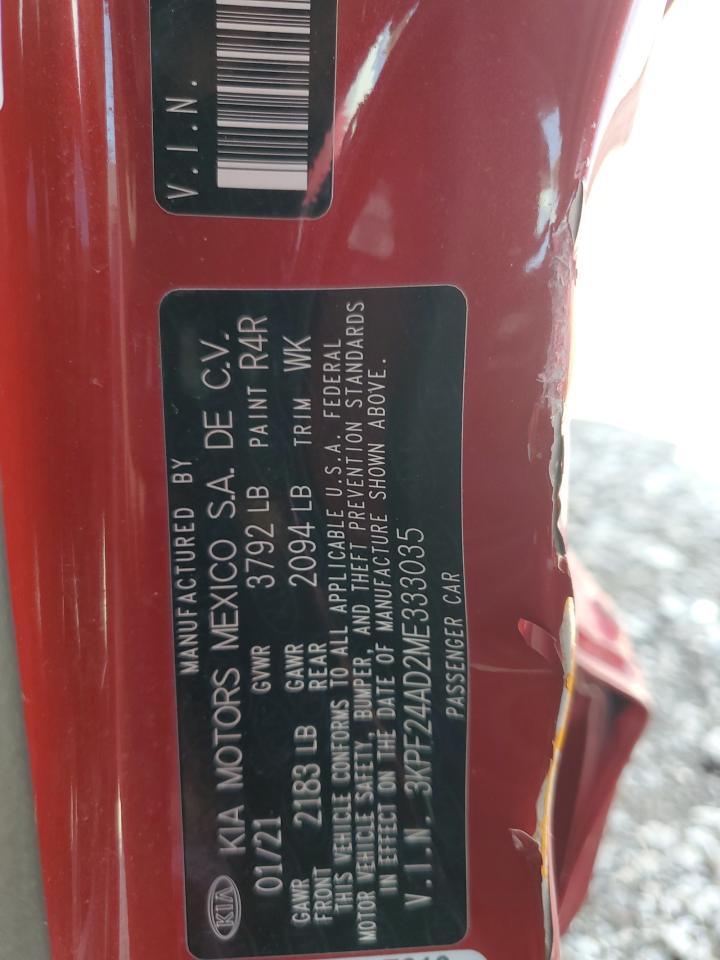 V.I.N.
MANUFACTURED BY
KIA KIA MOTORS MEXICO S.A. DE C.V.
01/21 GVWR 3792 LB PAINT R4R
GAWR FRONT 2183 LB GAWR REAR 2094 LB TRIM WK
THIS VEHICLE CONFORMS TO ALL APPLICABLE U.S.A. FEDERAL
MOTOR VEHICLE SAFETY, BUMPER, AND THEFT PREVENTION STANDARDS
IN EFFECT ON THE DATE OF MANUFACTURE SHOWN ABOVE.
V.I.N. 3KPF24AD2ME333035
PASSENGER CAR